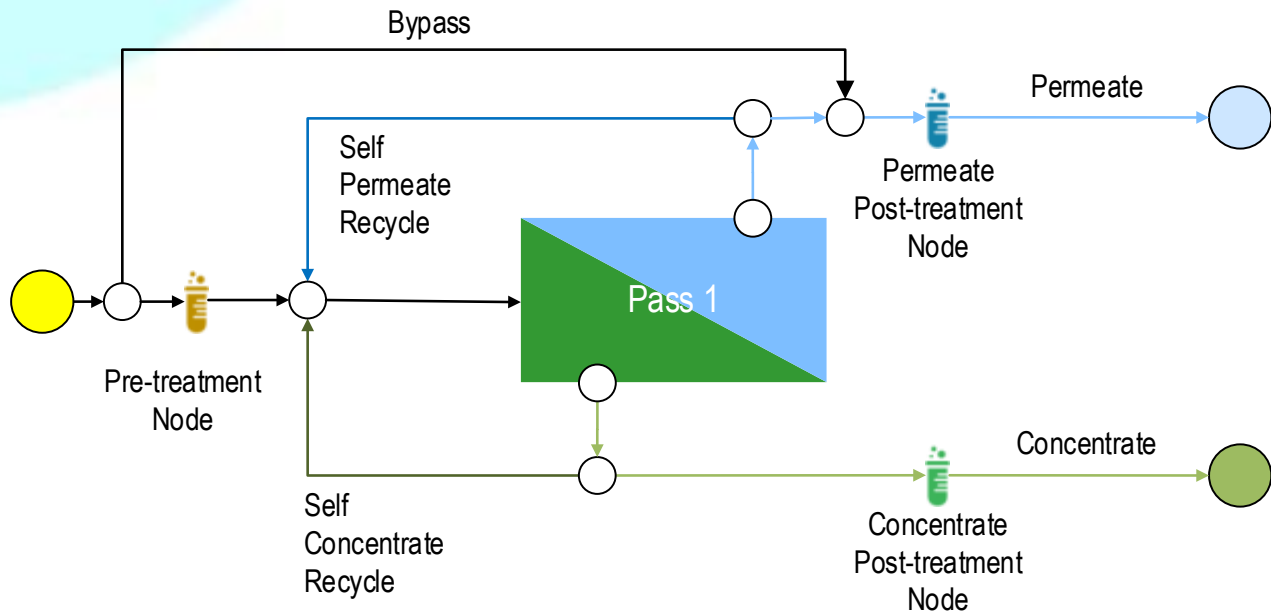 Bypass
Permeate
Self
Permeate
Recycle
Permeate
Post-treatment
Node
Pass 1
Pre-treatment
Node
Concentrate
Self
Concentrate
Recycle
Concentrate
Post-treatment
Node